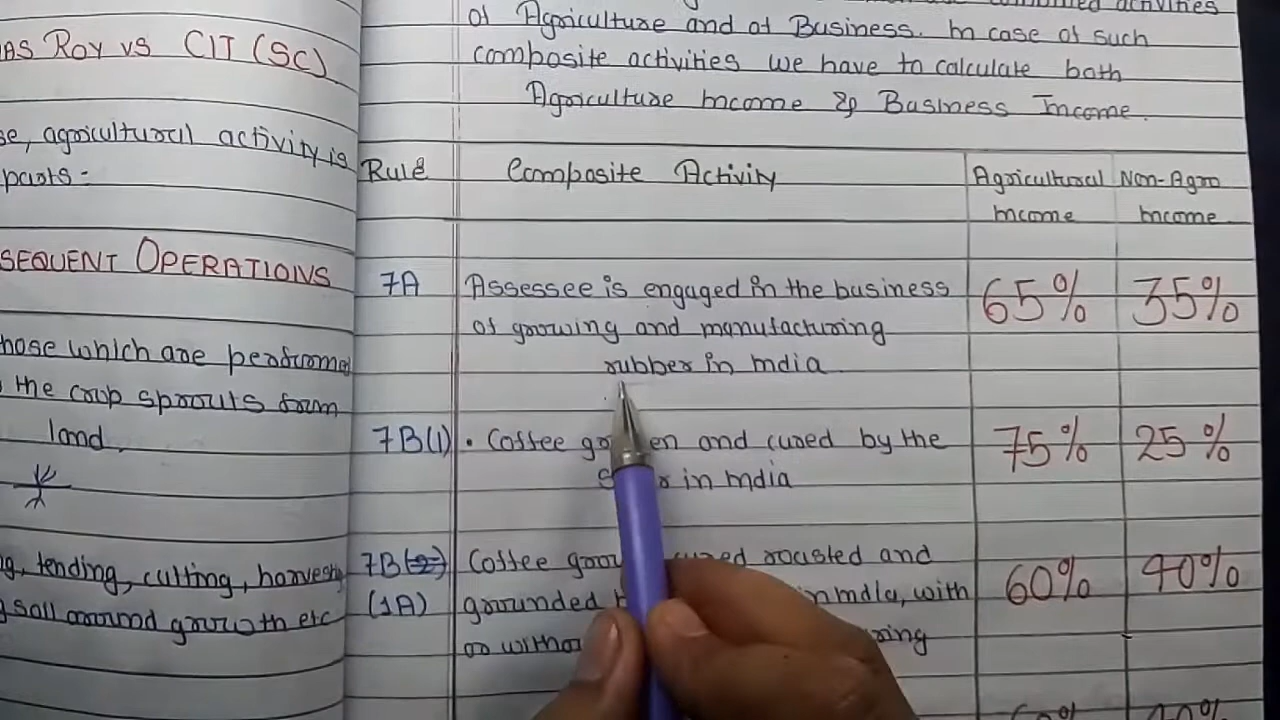 AS ROY VS CIT (SC)
agricultural activity is
parts:-
SEQUENT OPERATIONS
which are performed
the crop sprouts from
land.
tending, cutting, harvesting
soil around growth etc
activities
of Agriculture and of Business. In case of such
composite activities we have to calculate both
Agriculture Income & Business Income.
Rule Composite Activity Agricultural Income Non-Agro Income
7A Assessee is engaged in the business 65% 35%
of growing and manufacturing
rubber in India
7B(1) • Coffee and cured by the 75% 25%
in India
7B Coffee roasted and 60% 40%
(1A) grounded in India, with
or